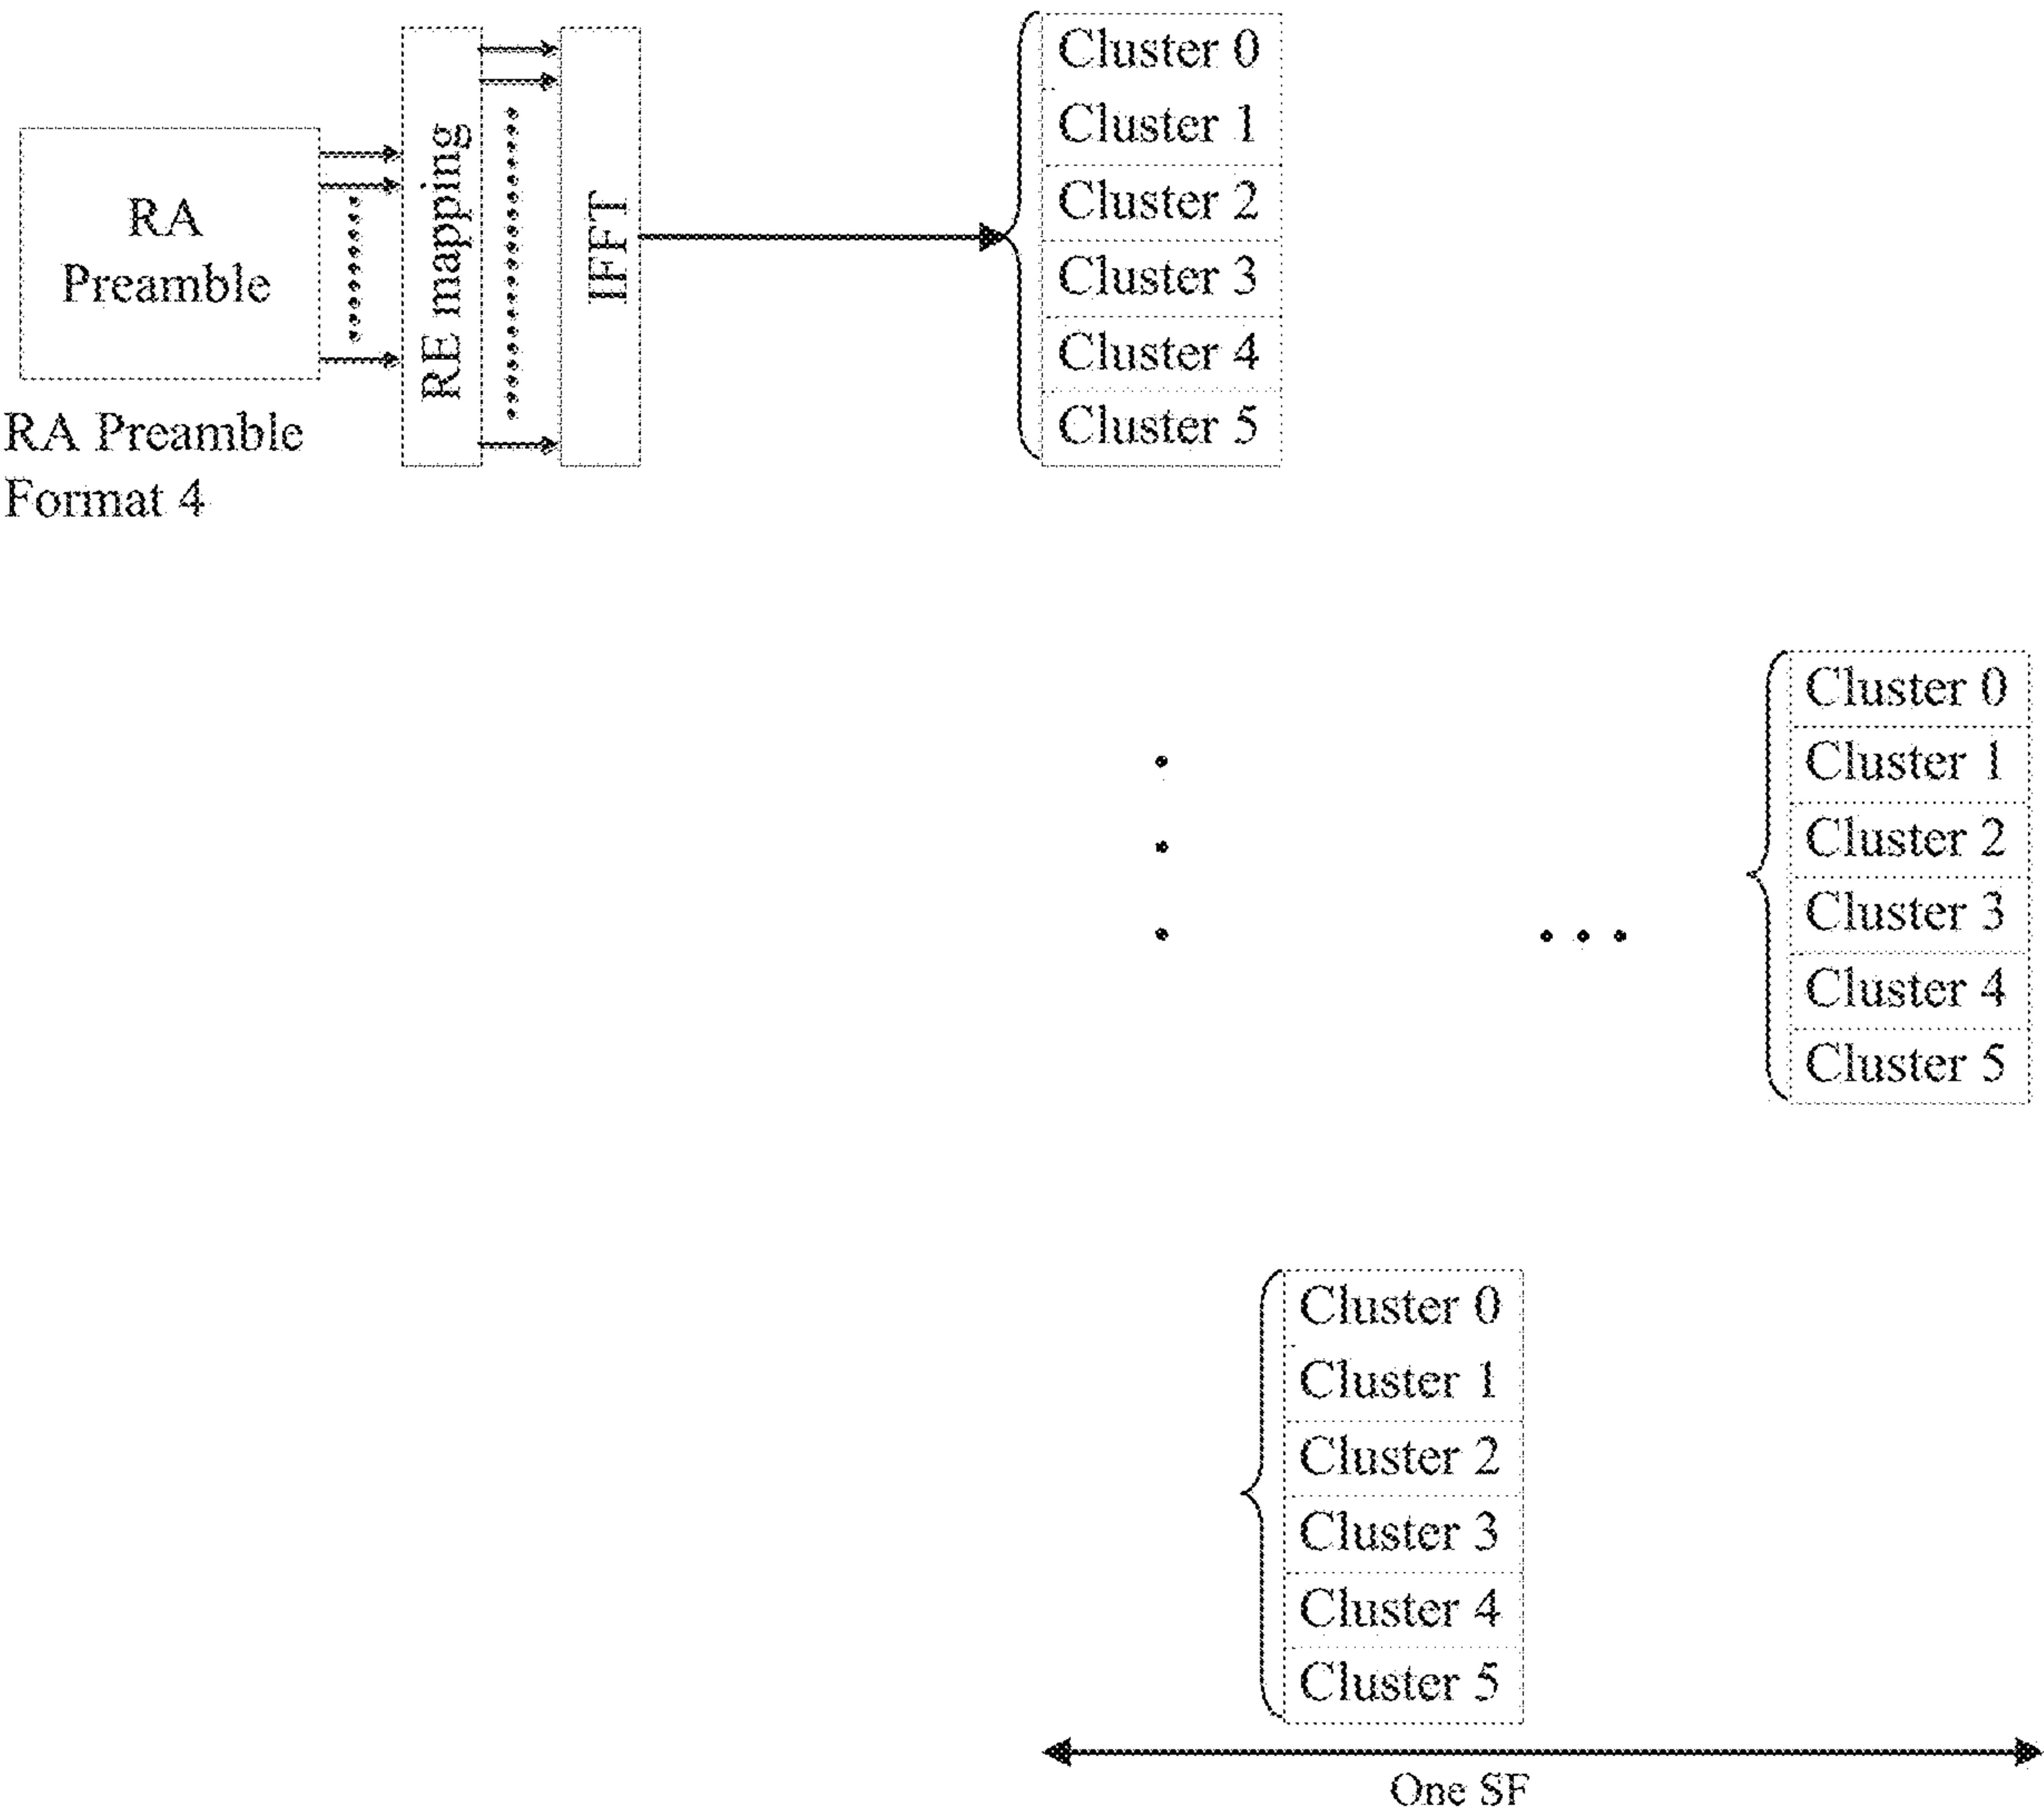 RA
Preamble
RA Preamble
Format 4
RE mapping
IFFT
Cluster 0
Cluster 1
Cluster 2
Cluster 3
Cluster 4
Cluster 5
Cluster 0
Cluster 1
Cluster 2
Cluster 3
Cluster 4
Cluster 5
Cluster 0
Cluster 1
Cluster 2
Cluster 3
Cluster 4
Cluster 5
One SF